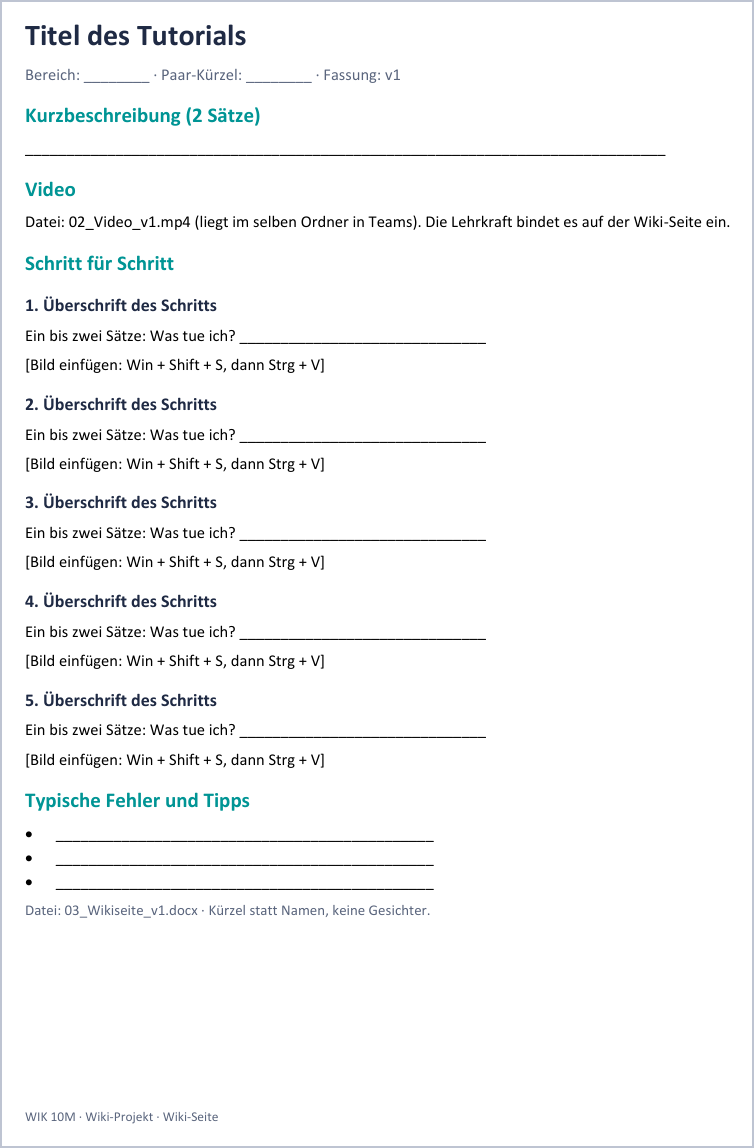 Titel des Tutorials
Bereich: ________ · Paar-Kürzel: ________ · Fassung: v1
Kurzbeschreibung (2 Sätze)
______________________________________________________________________________
Video
Datei: 02_Video_v1.mp4 (liegt im selben Ordner in Teams). Die Lehrkraft bindet es auf der Wiki-Seite ein.
Schritt für Schritt
1. Überschrift des Schritts
Ein bis zwei Sätze: Was tue ich? ______________________________
[Bild einfügen: Win + Shift + S, dann Strg + V]
2. Überschrift des Schritts
Ein bis zwei Sätze: Was tue ich? ______________________________
[Bild einfügen: Win + Shift + S, dann Strg + V]
3. Überschrift des Schritts
Ein bis zwei Sätze: Was tue ich? ______________________________
[Bild einfügen: Win + Shift + S, dann Strg + V]
4. Überschrift des Schritts
Ein bis zwei Sätze: Was tue ich? ______________________________
[Bild einfügen: Win + Shift + S, dann Strg + V]
5. Überschrift des Schritts
Ein bis zwei Sätze: Was tue ich? ______________________________
[Bild einfügen: Win + Shift + S, dann Strg + V]
Typische Fehler und Tipps
• ______________________________________________
• ______________________________________________
• ______________________________________________
Datei: 03_Wikiseite_v1.docx · Kürzel statt Namen, keine Gesichter.
WIK 10M · Wiki-Projekt · Wiki-Seite